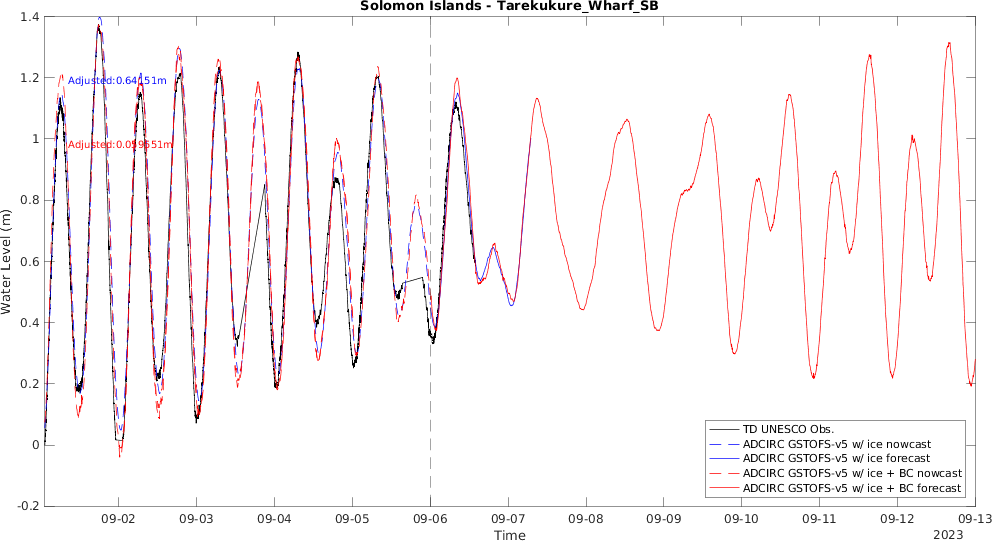 Solomon Islands - Tarekukure_Wharf_SB
Water Level (m)
1.4
1.2
1
0.8
0.6
0.4
0.2
0
-0.2
Adjusted:0.64151m
TD UNESCO Obs.
ADCIRC GSTOFS-v5 w/ ice nowcast
ADCIRC GSTOFS-v5 w/ ice forecast
ADCIRC GSTOFS-v5 w/ ice + BC nowcast
ADCIRC GSTOFS-v5 w/ ice + BC forecast
09-02
09-03
09-04
09-05
09-06
09-07
09-08
09-09
09-10
09-11
09-12
09-13
Time
2023